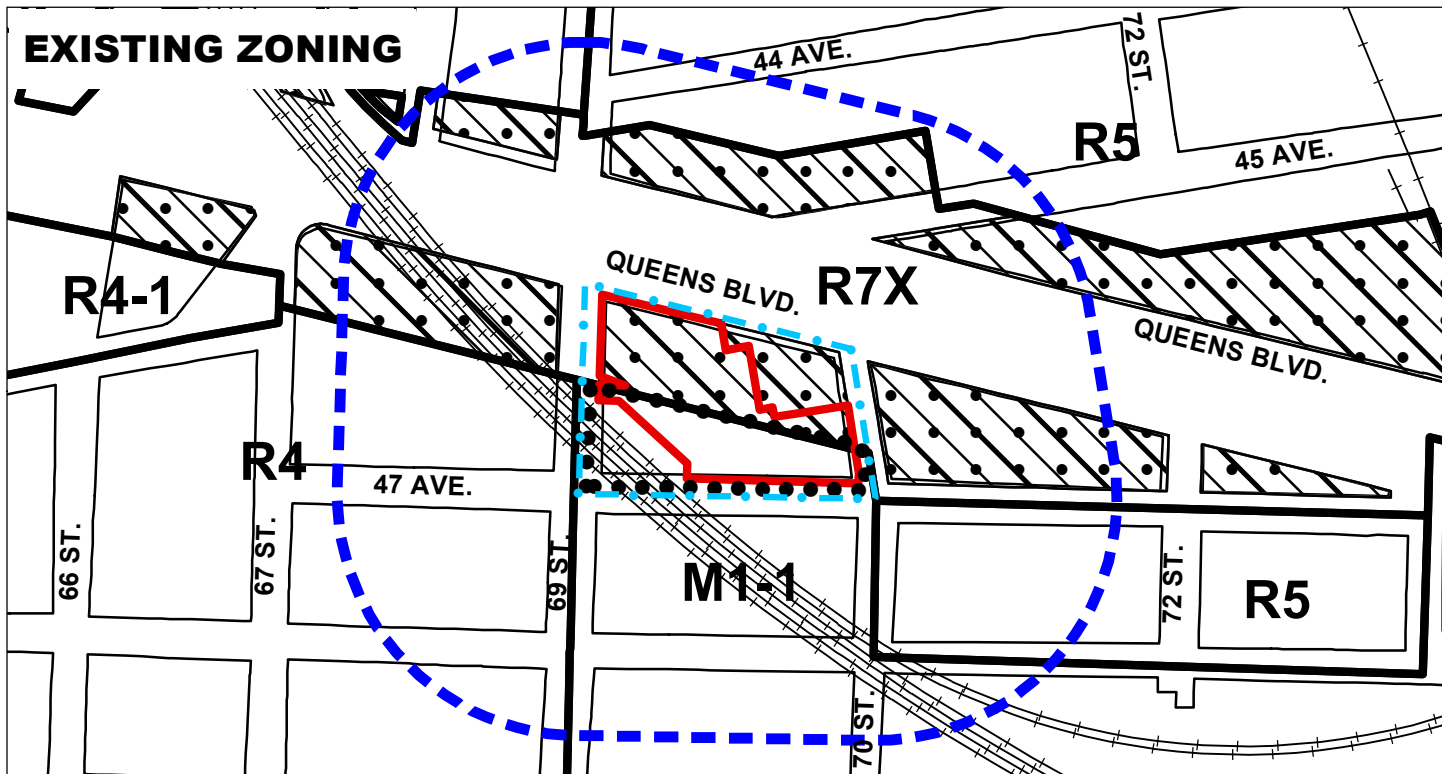 EXISTING ZONING
44 AVE.
72 ST.
R5
45 AVE.
QUEENS BLVD.
R7X
R4-1
QUEENS BLVD.
R4
47 AVE.
66 ST.
67 ST.
69 ST.
M1-1
72 ST.
R5
70 ST.